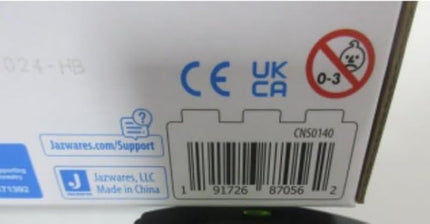 024-HB
CE
UK
CA
0-3
Jazwares.com/Support
CNS0140
Jazwares, LLC
Made in China
1 91726 87056 2